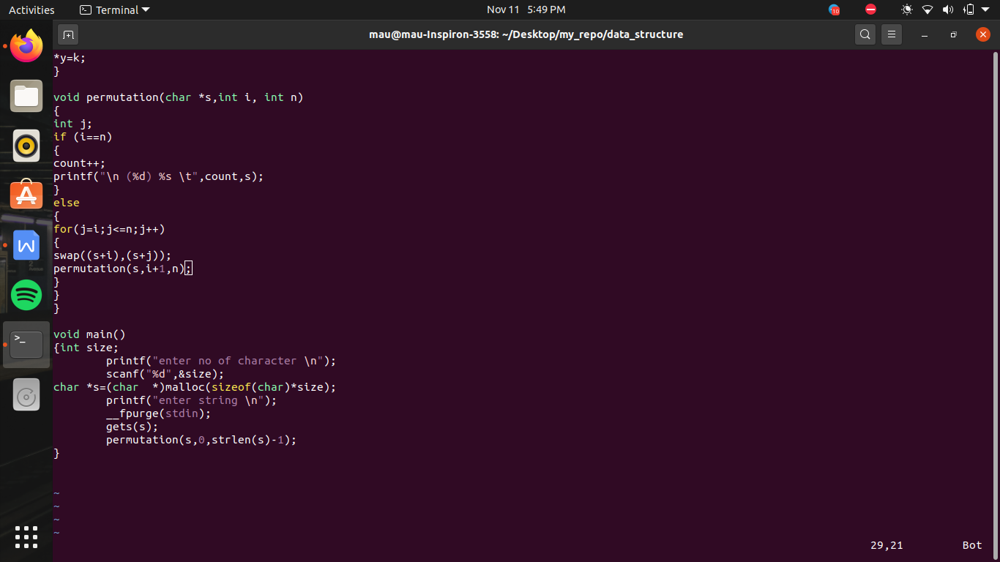 Activities
Terminal
Nov 11 5:49 PM
10
mau@mau-Inspiron-3558: ~/Desktop/my_repo/data_structure
*y=k;
}
void permutation(char *s,int i, int n)
{
int j;
if (i==n)
{
count++;
printf("\n (%d) %s \t",count,s);
}
else
{
for(j=i;j<=n;j++)
{
swap((s+i),(s+j));
permutation(s,i+1,n);
}
}
}
void main()
{int size;
        printf("enter no of character \n");
        scanf("%d",&size);
char *s=(char  *)malloc(sizeof(char)*size);
        printf("enter string \n");
        __fpurge(stdin);
        gets(s);
        permutation(s,0,strlen(s)-1);
}
~
~
~
~
29,21 Bot